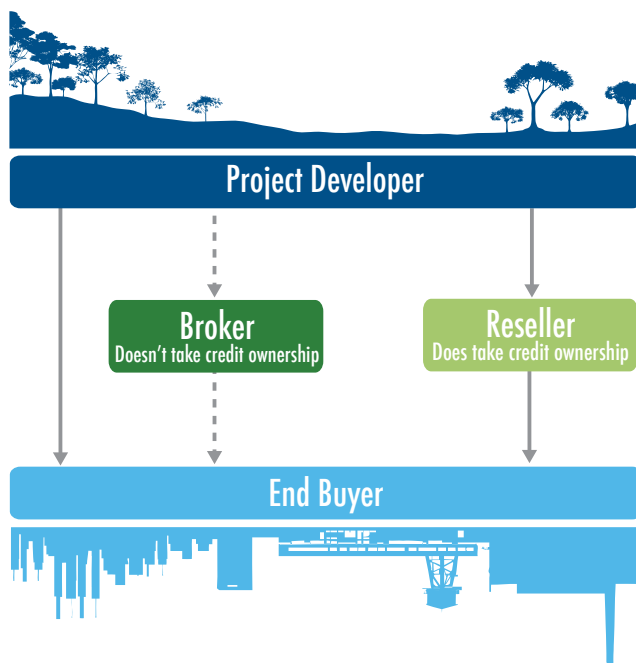 Project Developer
Broker
Doesn't take credit ownership
Reseller
Does take credit ownership
End Buyer